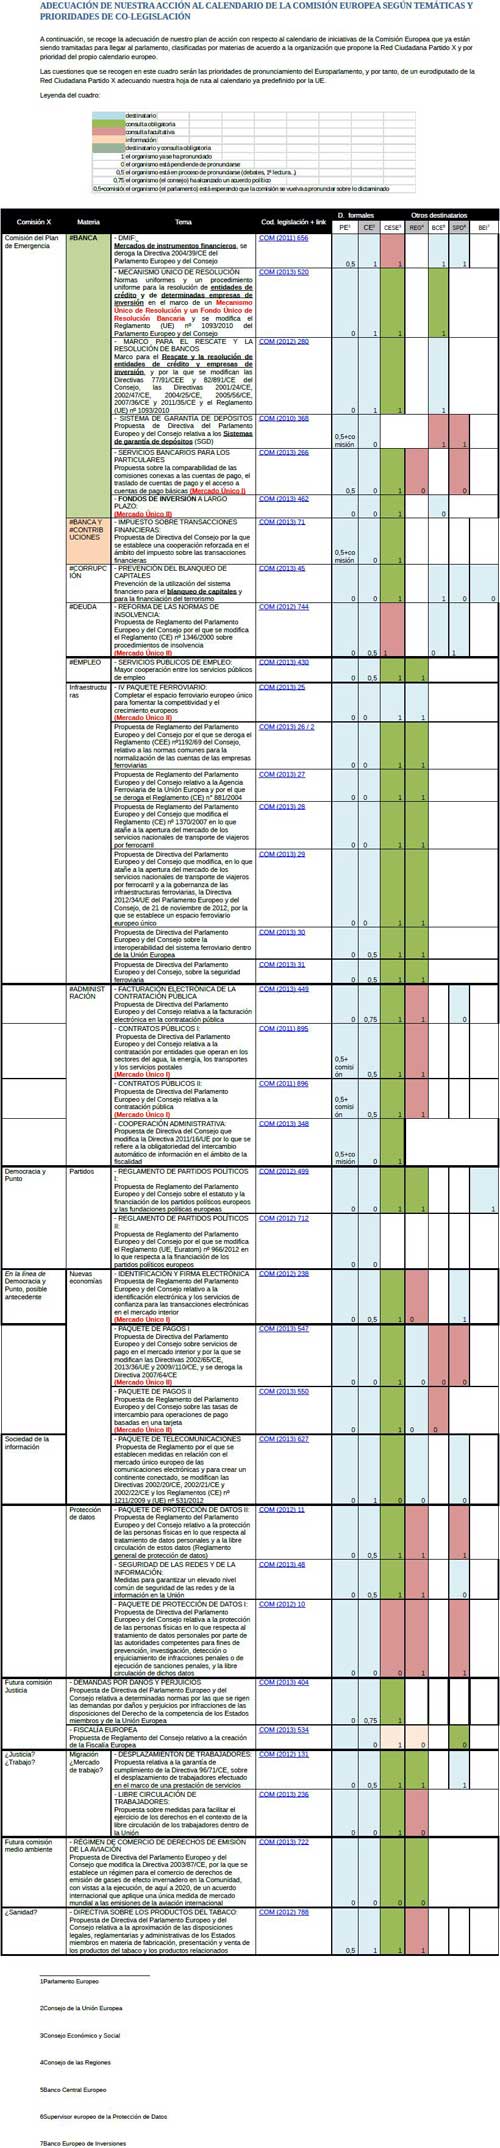 ADECUACIÓN DE NUESTRA ACCIÓN AL CALENDARIO DE LA COMISIÓN EUROPEA SEGÚN TEMÁTICAS Y
PRIORIDADES DE CO-LEGISLACIÓN
A continuación, se recoge la adecuación de nuestro plan de acción con respecto al calendario de iniciativas de la Comisión Europea que ya están
siendo tramitadas para llegar al parlamento, clasificadas por materias de acuerdo a la organización que propone la Red Ciudadana Partido X y por
prioridad del propio calendario europeo.
Las cuestiones que se recogen en este cuadro serán las prioridades de pronunciamiento del Europarlamento, y por tanto, de un eurodiputado de la
Red Ciudadana Partido X adecuando nuestra hoja de ruta al calendario ya predefinido por la UE.
Leyenda del cuadro:
destinatario
consulta obligatoria
consulta facultativa
información
destinatario y consulta obligatoria
1 el organismo ya se ha pronunciado
0 el organismo está pendiente de pronunciarse
0,5 el organismo está en proceso de pronunciarse (debates, 1ª lectura...)
0,75 el organismo (el consejo) ha alcanzado un acuerdo político
0,5+comisión el organismo (el parlamento) está esperando que la comisión se vuelva a pronunciar sobre lo dictaminado
Comisión X Materia Tema Cod. legislación + link D. formales Otros destinatarios
PE1 CE2 CESE3 REG4 BCE5 SPD6 BEI7
Comisión del Plan de Emergencia
#BANCA
- DMIF:
Mercados de instrumentos financieros, se
deroga la Directiva 2004/39/CE del
Parlamento Europeo y del Consejo
COM (2011) 656
0,5 1 1 1 1
- MECANISMO ÚNICO DE RESOLUCIÓN
Normas uniformes y un procedimiento
uniforme para la resolución de entidades de
crédito y de determinadas empresas de
inversión en el marco de un Mecanismo
Único de Resolución y un Fondo Único de
Resolución Bancaria y se modifica el
Reglamento (UE) nº 1093/2010 del
Parlamento Europeo y del Consejo
COM (2013) 520
0 1 1 1
- MARCO PARA EL RESCATE Y LA
RESOLUCIÓN DE BANCOS
Marco para el Rescate y la resolución de
entidades de crédito y empresas de
inversión, y por la que se modifican las
Directivas 77/91/CEE y 82/891/CE del
Consejo, las Directivas 2001/24/CE,
2002/47/CE, 2004/25/CE, 2005/56/CE,
2007/36/CE y 2011/35/CE y el Reglamento
(UE) nº 1093/2010
COM (2012) 280
0 1 1 1
- SISTEMA DE GARANTÍA DE DEPÓSITOS
Propuesta de Directiva del Parlamento
Europeo y del Consejo relativa a los Sistemas
de garantía de depósitos (SGD)
COM (2010) 368
0,5+co
misión 0 1 1
- SERVICIOS BANCARIOS PARA LOS
PARTICULARES
Propuesta sobre la comparabilidad de las
comisiones conexas a las cuentas de pago, el
traslado de cuentas de pago y el acceso a
cuentas de pago básicas (Mercado Único I)
COM (2013) 266
0,5 0 1 0 0
- FONDOS DE INVERSIÓN A LARGO
PLAZO:
(Mercado Único II)
COM (2013) 462
0 0 1 0
#BANCA Y
#CONTRIB
UCIONES
- IMPUESTO SOBRE TRANSACCIONES
FINANCIERAS:
Propuesta de Directiva del Consejo por la que
se establece una cooperación reforzada en el
ámbito del impuesto sobre las transacciones
financieras
COM (2013) 71
0,5+co
misión 0 1
#CORRUPC
IÓN
- PREVENCIÓN DEL BLANQUEO DE
CAPITALES
Prevención de la utilización del sistema
financiero para el blanqueo de capitales y
para la financiación del terrorismo
COM (2013) 45
0 0 1 1 0 0
#DEUDA
- REFORMA DE LAS NORMAS DE
INSOLVENCIA:
Propuesta de Reglamento del Parlamento
Europeo y del Consejo por el que se modifica
el Reglamento (CE) nº 1346/2000 sobre
procedimientos de insolvencia
(Mercado Único II)
COM (2012) 744
0 0,5 1 0 1
#EMPLEO
- SERVICIOS PÚBLICOS DE EMPLEO:
Mayor cooperación entre los servicios públicos
de empleo
COM (2013) 430
0 0,5 1 1
Infraestructu
ras
- IV PAQUETE FERROVIARIO:
Completar el espacio ferroviario europeo único
para fomentar la competitividad y el
crecimiento europeos
(Mercado Único II)
COM (2013) 25
0 0 1 1
Propuesta de Reglamento del Parlamento
Europeo y del Consejo por el que se deroga el
Reglamento (CEE) nº1192/69 del Consejo,
relativo a las normas comunes para la
normalización de las cuentas de las empresas
ferroviarias
COM (2013) 26 / 2
0 0 1 1
Propuesta de Reglamento del Parlamento
Europeo y del Consejo relativo a la Agencia
Ferroviaria de la Unión Europea y por el que
se deroga el Reglamento (CE) n° 881/2004
COM (2013) 27
0 0 1 1
Propuesta de Reglamento del Parlamento
Europeo y del Consejo que modifica el
Reglamento (CE) nº 1370/2007 en lo que
atañe a la apertura del mercado de los
servicios nacionales de transporte de viajeros
por ferrocarril
COM (2013) 28
0 0 1 1
Propuesta de Directiva del Parlamento
Europeo y del Consejo que modifica, en lo que
atañe a la apertura del mercado de los
servicios nacionales de transporte de viajeros
por ferrocarril y a la gobernanza de las
infraestructuras ferroviarias, la Directiva
2012/34/UE del Parlamento Europeo y del
Consejo, de 21 de noviembre de 2012, por la
que se establece un espacio ferroviario
europeo único
COM (2013) 29
0 0 1 1
Propuesta de Directiva del Parlamento
Europeo y del Consejo sobre la
interoperabilidad del sistema ferroviario dentro
de la Unión Europea
COM (2013) 30
0 0,5 1 1
Propuesta de Directiva del Parlamento
Europeo y del Consejo, sobre la seguridad
ferroviaria
COM (2013) 31
0 0,5 1 1
#ADMINIST
RACIÓN
- FACTURACIÓN ELECTRÓNICA DE LA
CONTRATACIÓN PÚBLICA
Propuesta de Directiva del Parlamento
Europeo y del Consejo relativa a la facturación
electrónica en la contratación pública
COM (2013) 449
0 0,75 1 1 0
- CONTRATOS PÚBLICOS I:
Propuesta de Directiva del Parlamento
Europeo y del Consejo relativa a la
contratación por entidades que operan en los
sectores del agua, la energía, los transportes
y los servicios postales
(Mercado Único I)
COM (2011) 895
0,5+
comisi
ón 0,5 1 1
- CONTRATOS PÚBLICOS II:
Propuesta de Directiva del Parlamento
Europeo y del Consejo relativa a la
contratación pública
(Mercado Único I)
COM (2011) 896
0,5+
comisi
ón 0,5 1 1
- COOPERACIÓN ADMINISTRATIVA:
Propuesta de Directiva del Consejo que
modifica la Directiva 2011/16/UE por lo que se
refiere a la obligatoriedad del intercambio
automático de información en el ámbito de la
fiscalidad
COM (2013) 348
0,5+co
misión 0 1
Democracia y
Punto
Partidos
- REGLAMENTO DE PARTIDOS POLÍTICOS
I:
Propuesta de Reglamento del Parlamento
Europeo y del Consejo sobre el estatuto y la
financiación de los partidos políticos europeos
y las fundaciones políticas europeas
COM (2012) 499
0 0 1 1 1
- REGLAMENTO DE PARTIDOS POLÍTICOS
II:
Propuesta de Reglamento del Parlamento
Europeo y del Consejo por el que se modifica
el Reglamento (UE, Euratom) nº 966/2012 en
lo que respecta a la financiación de los
partidos políticos europeos
COM (2012) 712
0 0
En la línea de
Democracia y
Punto, posible
antecedente
Nuevas
economías
- IDENTIFICACIÓN Y FIRMA ELECTRÓNICA
Propuesta de Reglamento del Parlamento
Europeo y del Consejo relativo a la
identificación electrónica y los servicios de
confianza para las transacciones electrónicas
en el mercado interior
(Mercado Único I)
COM (2012) 238
0 0,5 1 0 1
- PAQUETE DE PAGOS I
Propuesta de Directiva del Parlamento
Europeo y del Consejo sobre servicios de
pago en el mercado interior y por la que se
modifican las Directivas 2002/65/CE,
2013/36/UE y 2009//110/CE, y se deroga la
Directiva 2007/64/CE
(Mercado Único II)
COM (2013) 547
0 0 1 0 0 0
- PAQUETE DE PAGOS II
Propuesta de Reglamento del Parlamento
Europeo y del Consejo sobre las tasas de
intercambio para operaciones de pago
basadas en una tarjeta
(Mercado Único II)
COM (2013) 550
0 0 1 0 0
Sociedad de la
información
- PAQUETE DE TELECOMUNICACIONES
Propuesta de Reglamento por el que se
establecen medidas en relación con el
mercado único europeo de las
comunicaciones electrónicas y para crear un
continente conectado, se modifican las
Directivas 2002/20/CE, 2002/21/CE y
2002/22/CE y los Reglamentos (CE) nº
1211/2009 y (UE) nº 531/2012
COM (2013) 627
0 1 0 0 0
Protección
de datos
- PAQUETE DE PROTECCIÓN DE DATOS II:
Propuesta de Reglamento del Parlamento
Europeo y del Consejo relativo a la protección
de las personas físicas en lo que respecta al
tratamiento de datos personales y a la libre
circulación de estos datos (Reglamento
general de protección de datos)
COM (2012) 11
0 0,5 1 1 1
- SEGURIDAD DE LAS REDES Y DE LA
INFORMACIÓN:
Medidas para garantizar un elevado nivel
común de seguridad de las redes y de la
información en la Unión
COM (2013) 48
0 0,5 1 1 0
- PAQUETE DE PROTECCIÓN DE DATOS I:
Propuesta de Directiva del Parlamento
Europeo y del Consejo relativa a la protección
de las personas físicas en lo que respecta al
tratamiento de datos personales por parte de
las autoridades competentes para fines de
prevención, investigación, detección o
enjuiciamiento de infracciones penales o de
ejecución de sanciones penales, y la libre
circulación de dichos datos
COM (2012) 10
0 0 0 1 1
Futura comisión
Justicia
- DEMANDAS POR DAÑOS Y PERJUICIOS
Propuesta de Directiva del Parlamento Europeo y del
Consejo relativa a determinadas normas por las que se rigen
las demandas por daños y perjuicios por infracciones de las
disposiciones del Derecho de la competencia de los Estados
miembros y de la Unión Europea
COM (2013) 404
0 0,75 1
- FISCALÍA EUROPEA
Propuesta de Reglamento del Consejo relativo a la creación
de la Fiscalía Europea
COM (2013) 534
0 1 0 0
¿Justicia?
¿Trabajo?
Migración
¿Mercado
de trabajo?
- DESPLAZAMIENTON DE TRABAJADORES:
Propuesta relativa a la garantía de
cumplimiento de la Directiva 96/71/CE, sobre
el desplazamiento de trabajadores efectuado
en el marco de una prestación de servicios
COM (2012) 131
0 0,5 1 1 1
- LIBRE CIRCULACIÓN DE
TRABAJADORES:
Propuesta sobre medidas para facilitar el
ejercicio de los derechos en el contexto de la
libre circulación de los trabajadores dentro de
la Unión
COM (2013) 236
0 0 1 0
Futura comisión
medio ambiente
- RÉGIMEN DE COMERCIO DE DERECHOS DE EMISIÓN
DE LA AVIACIÓN
Propuesta de Directiva del Parlamento Europeo y del
Consejo que modifica la Directiva 2003/87/CE, por la que se
establece un régimen para el comercio de derechos de
emisión de gases de efecto invernadero en la Comunidad,
con vistas a la ejecución, de aquí a 2020, de un acuerdo
internacional que aplique una única medida de mercado
mundial a las emisiones de la aviación internacional
COM (2013) 722
0 0 0 0
¿Sanidad?
- DIRECTIVA SOBRE LOS PRODUCTOS DEL TABACO:
Propuesta de Directiva del Parlamento Europeo y del
Consejo relativa a la aproximación de las disposiciones
legales, reglamentarias y administrativas de los Estados
miembros en materia de fabricación, presentación y venta de
los productos del tabaco y los productos relacionados
COM (2012) 788
0,5 1 1 1
1Parlamento Europeo
2Consejo de la Unión Europea
3Consejo Económico y Social
4Consejo de las Regiones
5Banco Central Europeo
6Supervisor europeo de la Protección de Datos
7Banco Europeo de Inversiones